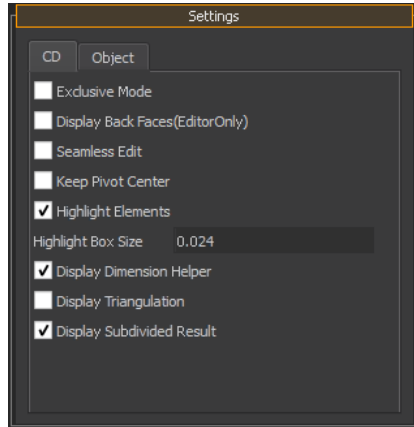 Settings
CD Object
Exclusive Mode
Display Back Faces(EditorOnly)
Seamless Edit
Keep Pivot Center
Highlight Elements
Highlight Box Size 0.024
Display Dimension Helper
Display Triangulation
Display Subdivided Result